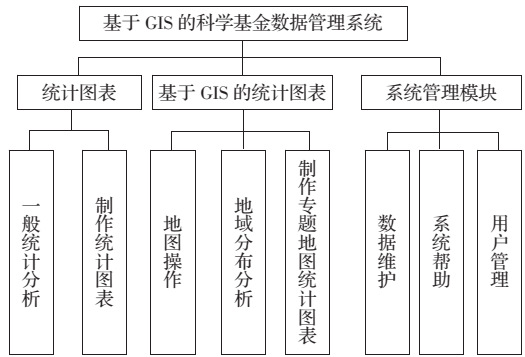 基于 GIS 的科学基金数据管理系统
统计图表
基于 GIS 的统计图表
系统管理模块
一般统计分析
制作统计图表
地图操作
地域分布分析
制作专题地图统计图表
数据维护
系统帮助
用户管理